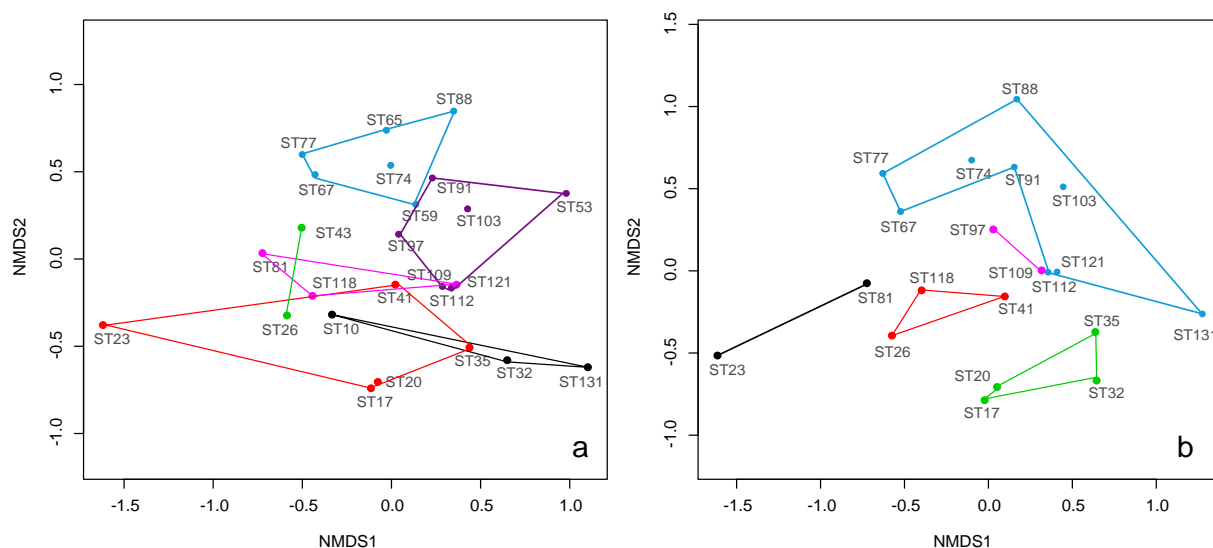 1.5
1.0
0.5
0.0
-0.5
-1.0
NMDS2
ST88
ST65
ST77
ST67
ST74
ST91
ST59
ST103
ST53
ST97
ST43
ST81
ST118
ST109
ST121
ST112
ST41
ST26
ST10
ST23
ST35
ST32
ST131
ST20
ST17
a
-1.5 -1.0 -0.5 0.0 0.5 1.0
NMDS1
1.0
0.5
0.0
-0.5
-1.0
NMDS2
ST88
ST77
ST74
ST91
ST103
ST67
ST97
ST109
ST121
ST112
ST118
ST81
ST41
ST26
ST131
ST35
ST23
ST20
ST32
ST17
b
-1.5 -1.0 -0.5 0.0 0.5 1.0
NMDS1